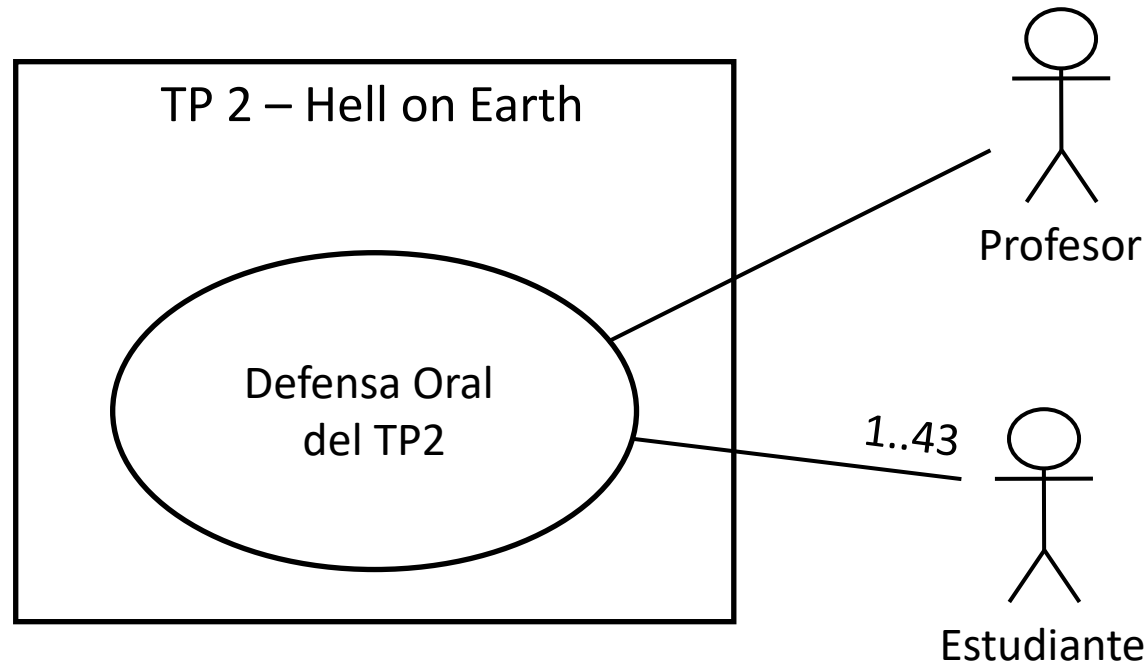 TP 2 – Hell on Earth
Profesor
Defensa Oral
del TP2
1..43
Estudiante